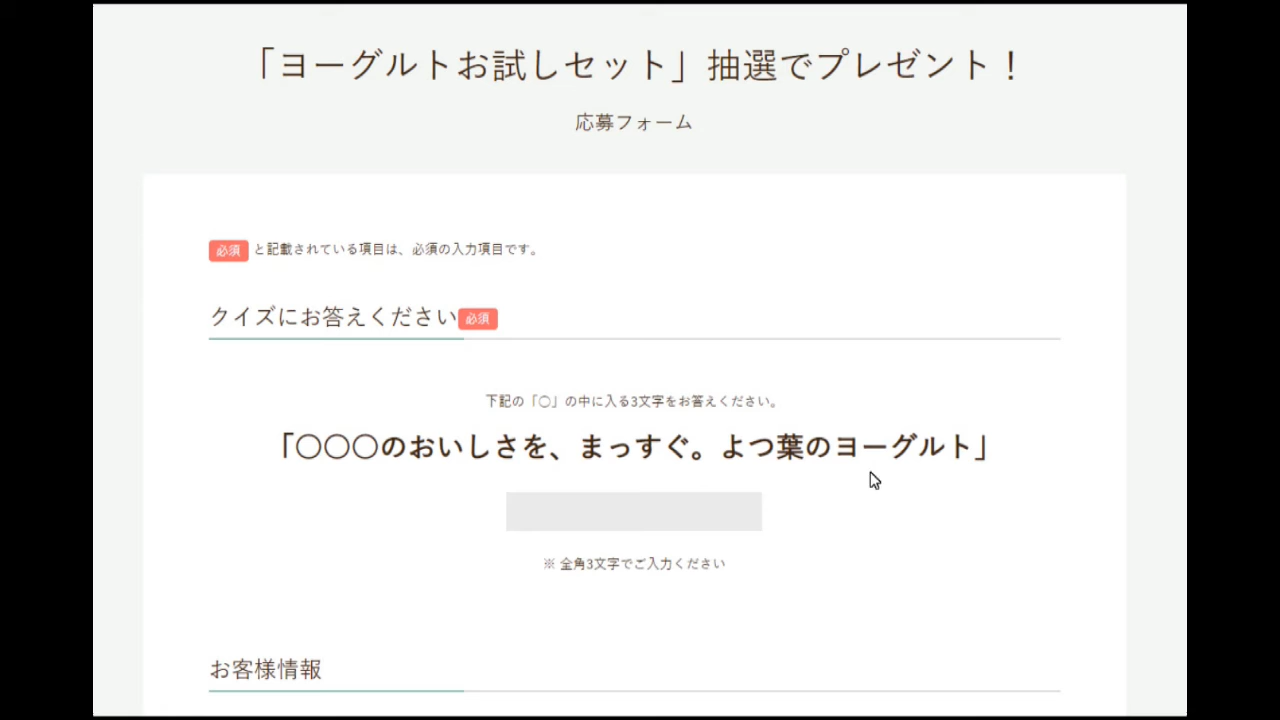 「ヨーグルトお試しセット」抽選でプレゼント！
応募フォーム
必須 と記載されている項目は、必須の入力項目です。
クイズにお答えください 必須
下記の「〇」の中に入る3文字をお答えください。
「〇〇〇のおいしさを、まっすぐ。よつ葉のヨーグルト」
※ 全角3文字でご入力ください
お客様情報